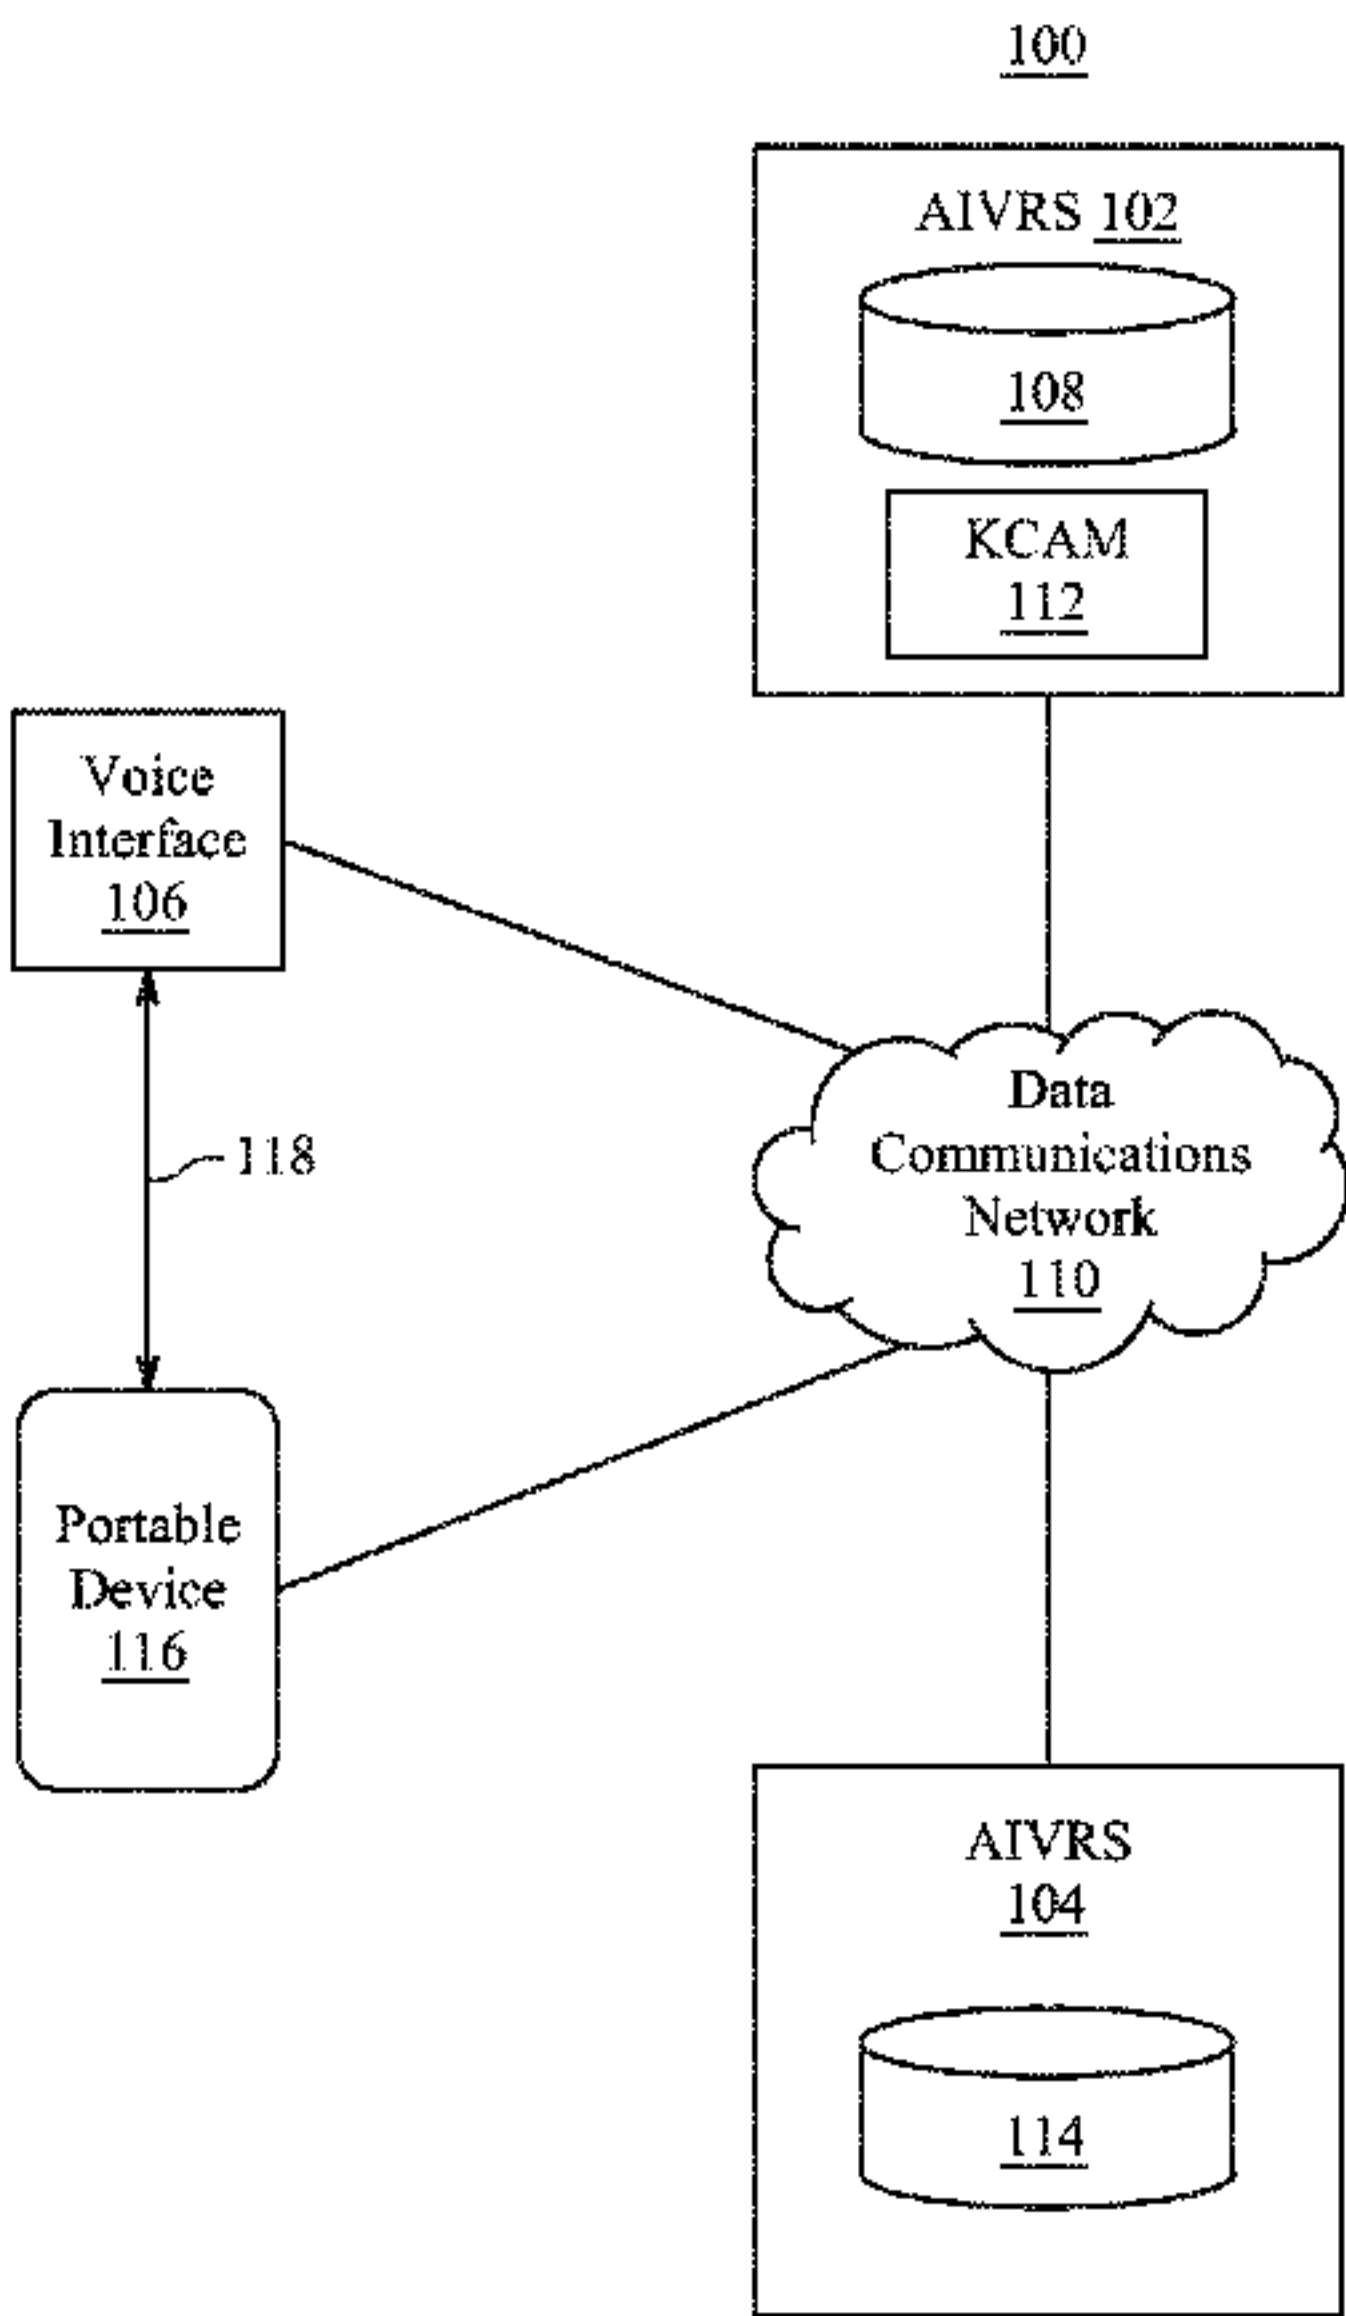 100
AIVRS 102
108
KCAM
112
Voice
Interface
106
118
Data
Communications
Network
110
Portable
Device
116
AIVRS
104
114